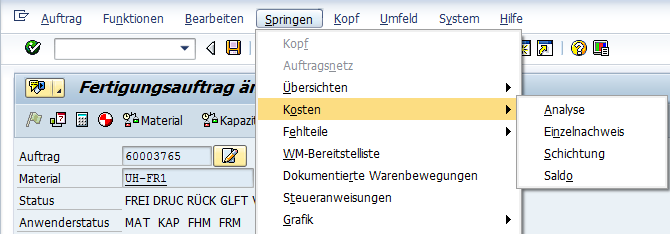 Auftrag Funktionen Bearbeiten Springen Kopf Umfeld System Hilfe
Kopf
Auftragsnetz
Fertigungsauftrag än
Übersichten
Kosten
Analyse
Material
Kapazi
Fehlteile
Einzelnachweis
Auftrag 60003765
WM-Bereitstelliste
Schichtung
Material UH-FR1
Dokumentierte Warenbewegungen
Saldo
Status FREI DRUC RÜCK GLFT
Steueranweisungen
Anwenderstatus MAT KAP FHM FRM
Grafik